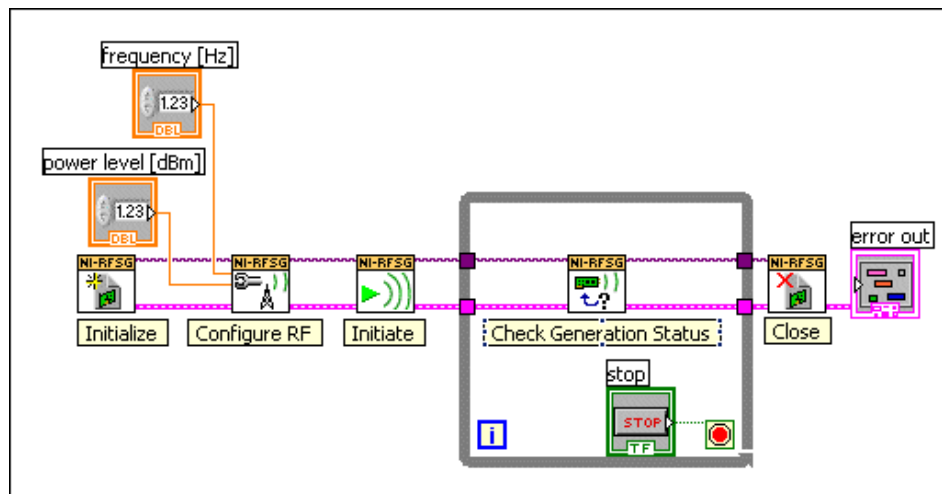 frequency [Hz]
1.23
DBL
power level [dBm]
1.23
DBL
NI-RFSG
NI-RFSG
NI-RFSG
NI-RFSG
NI-RFSG
error out
?
Initialize
Configure RF
Initiate
Check Generation Status
Close
stop
STOP
TF
i